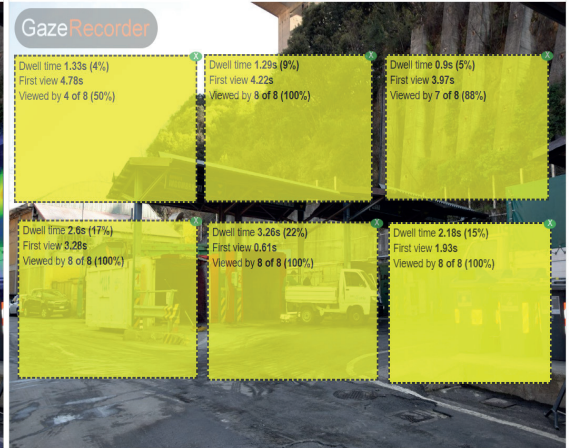 GazeRecorder
X
X
X
Dwell time 1.33s (4%)
First view 4.78s
Viewed by 4 of 8 (50%)
Dwell time 1.29s (9%)
First view 4.22s
Viewed by 8 of 8 (100%)
Dwell time 0.9s (5%)
First view 3.97s
Viewed by 7 of 8 (88%)
X
X
X
Dwell time 2.6s (17%)
First view 3.28s
Viewed by 8 of 8 (100%)
Dwell time 3.26s (22%)
First view 0.61s
Viewed by 8 of 8 (100%)
Dwell time 2.18s (15%)
First view 1.93s
Viewed by 8 of 8 (100%)